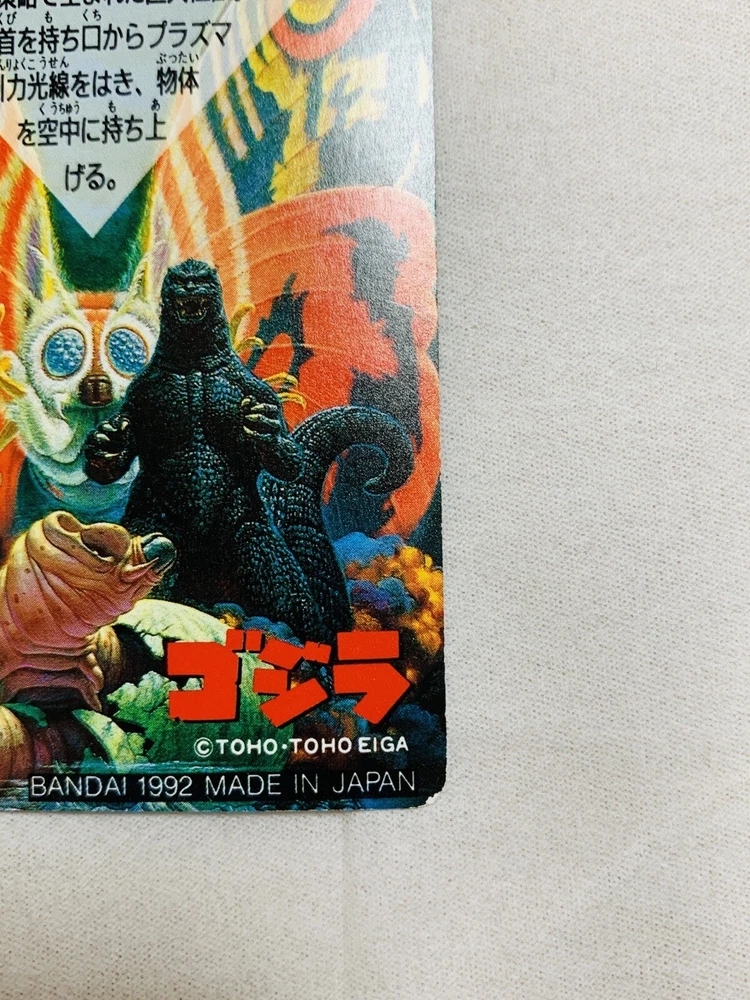 首を持ち口からプラズマ
力光線をはき、物体
を空中に持ち上
げる。
ゴジラ
©TOHO・TOHO EIGA
BANDAI 1992 MADE IN JAPAN